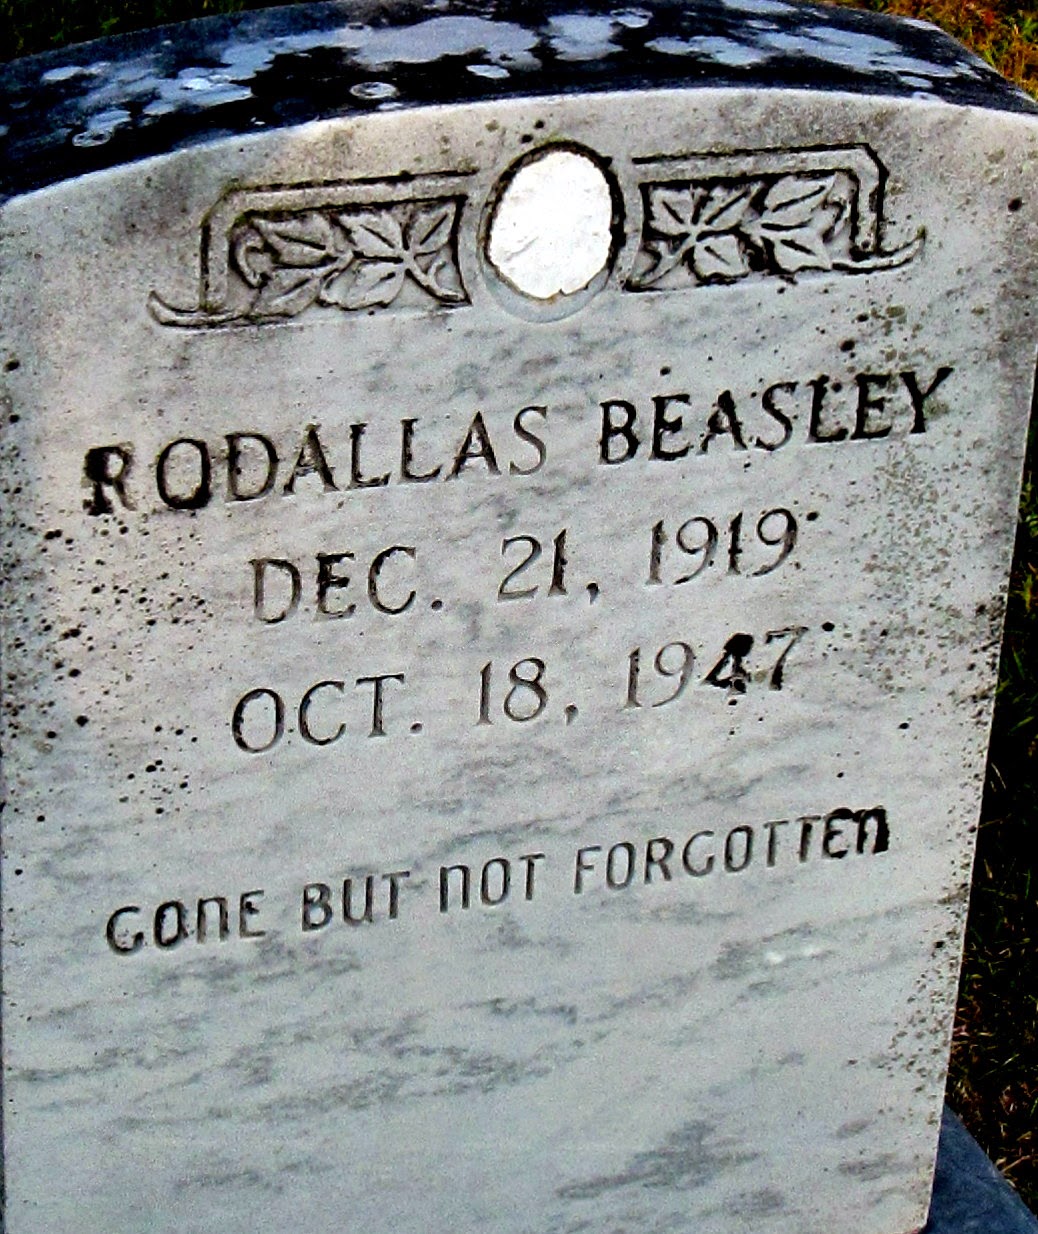 RODALLAS BEASLEY
DEC. 21, 1919
OCT. 18, 1947
GONE BUT NOT FORGOTTEN